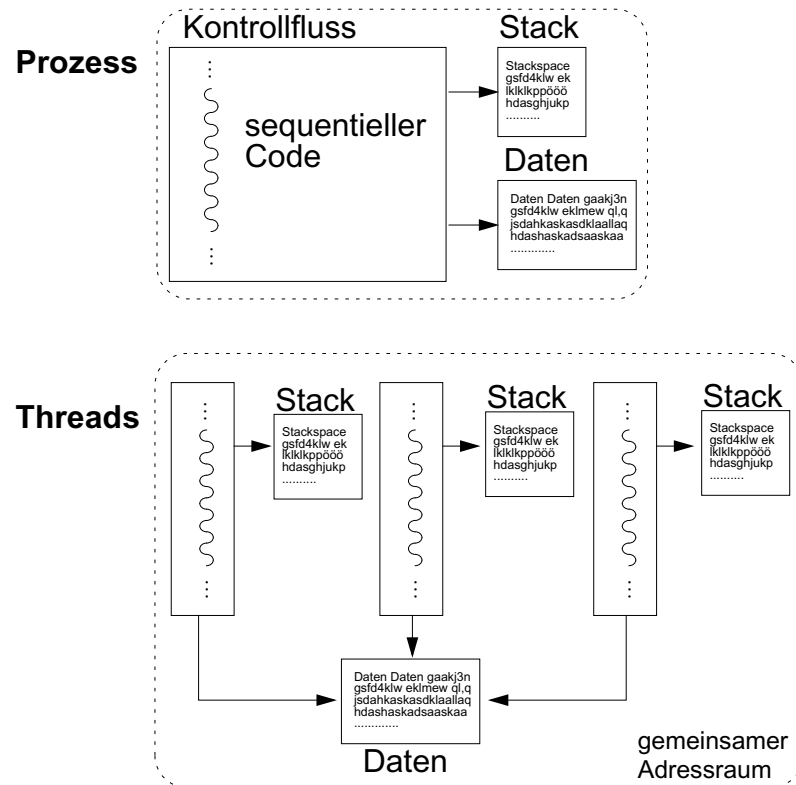 Prozess
Kontrollfluss
...
sequentieller
Code
...
Stack
Stackspace
gsfd4klw ek
lklklkppööö
hdasghjukp
..........
Daten
Daten Daten gaakj3n
gsfd4klw eklmew ql,q
jsdahkaskasdklaallaq
hdashaskadsaaskaa
.............
Threads
...
...
Stack
Stackspace
gsfd4klw ek
lklklkppööö
hdasghjukp
..........
...
...
Stack
Stackspace
gsfd4klw ek
lklklkppööö
hdasghjukp
..........
...
...
Stack
Stackspace
gsfd4klw ek
lklklkppööö
hdasghjukp
..........
Daten Daten gaakj3n
gsfd4klw eklmew ql,q
jsdahkaskasdklaallaq
hdashaskadsaaskaa
.............
Daten
gemeinsamer
Adressraum